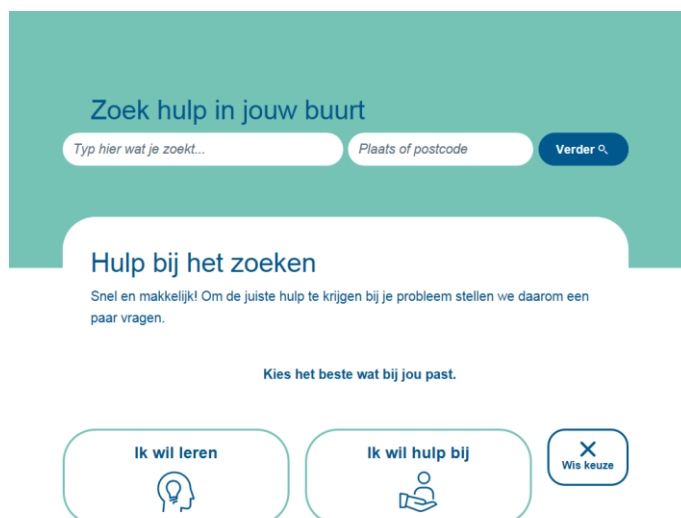 Zoek hulp in jouw buurt
Typ hier wat je zoekt...
Plaats of postcode
Verder
Hulp bij het zoeken
Snel en makkelijk! Om de juiste hulp te krijgen bij je probleem stellen we daarom een
paar vragen.
Kies het beste wat bij jou past.
Ik wil leren
Ik wil hulp bij
Wis keuze